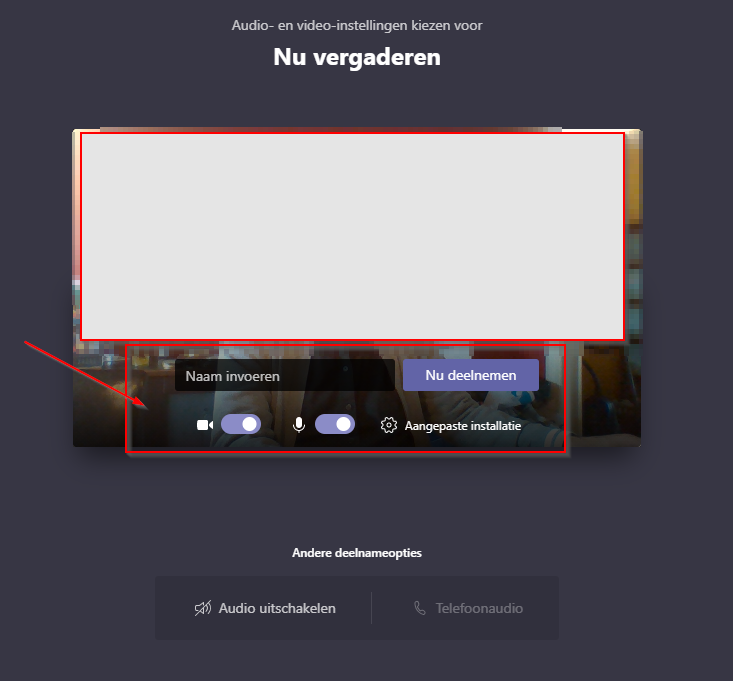 Audio- en video-instellingen kiezen voor
Nu vergaderen
Naam invoeren
Nu deelnemen
Aangepaste installatie
Andere deelnameopties
Audio uitschakelen
Telefoonaudio